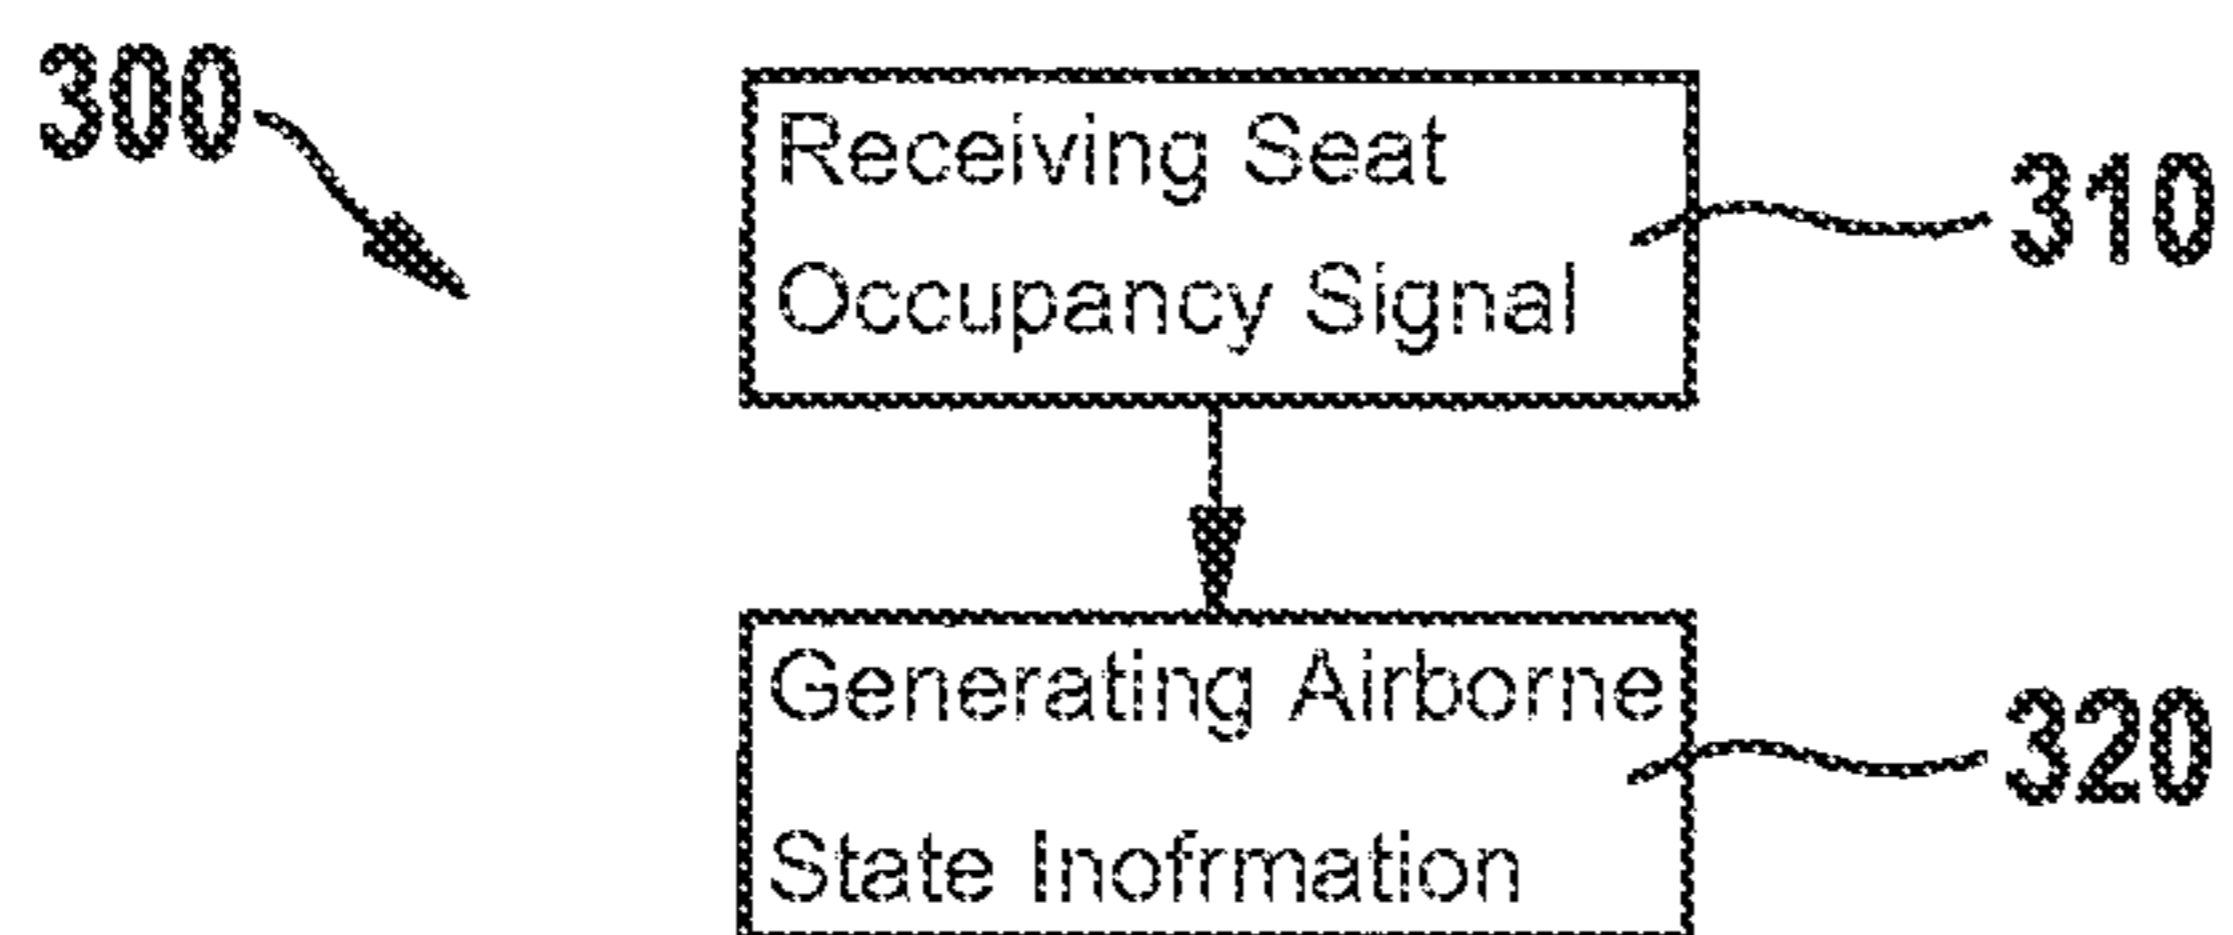 300
Receiving Seat
Occupancy Signal
310
Generating Airborne
State Inofrmation
320